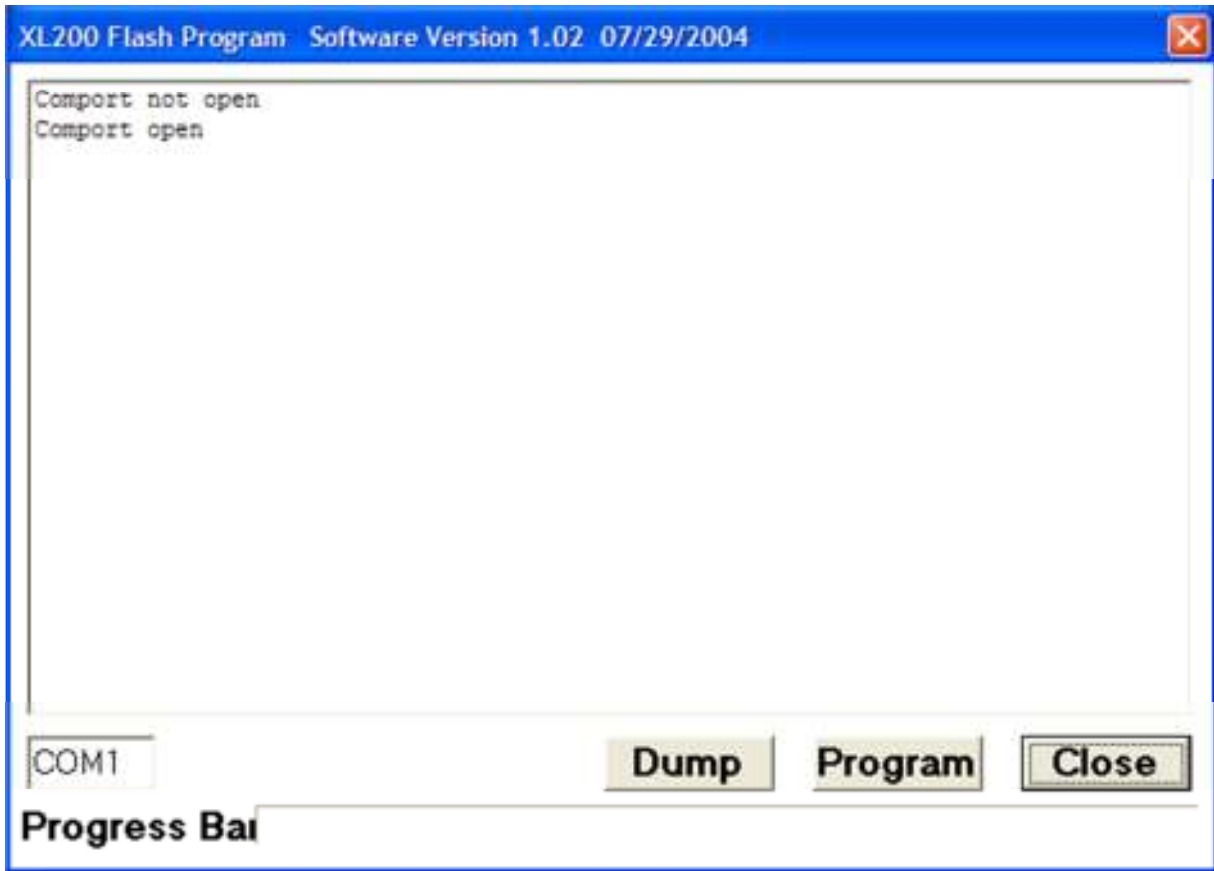 XL200 Flash Program Software Version 1.02 07/29/2004
Comport not open
Comport open
COM1
Dump Program Close
Progress Bar